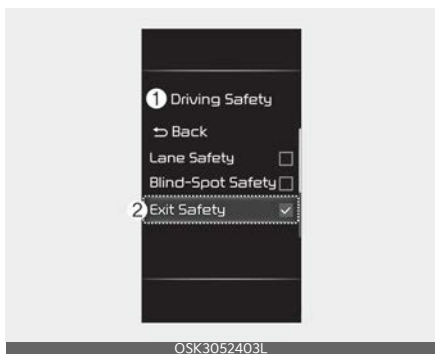 1 Driving Safety
Back
Lane Safety
Blind-Spot Safety
2 Exit Safety
OSK3052403L